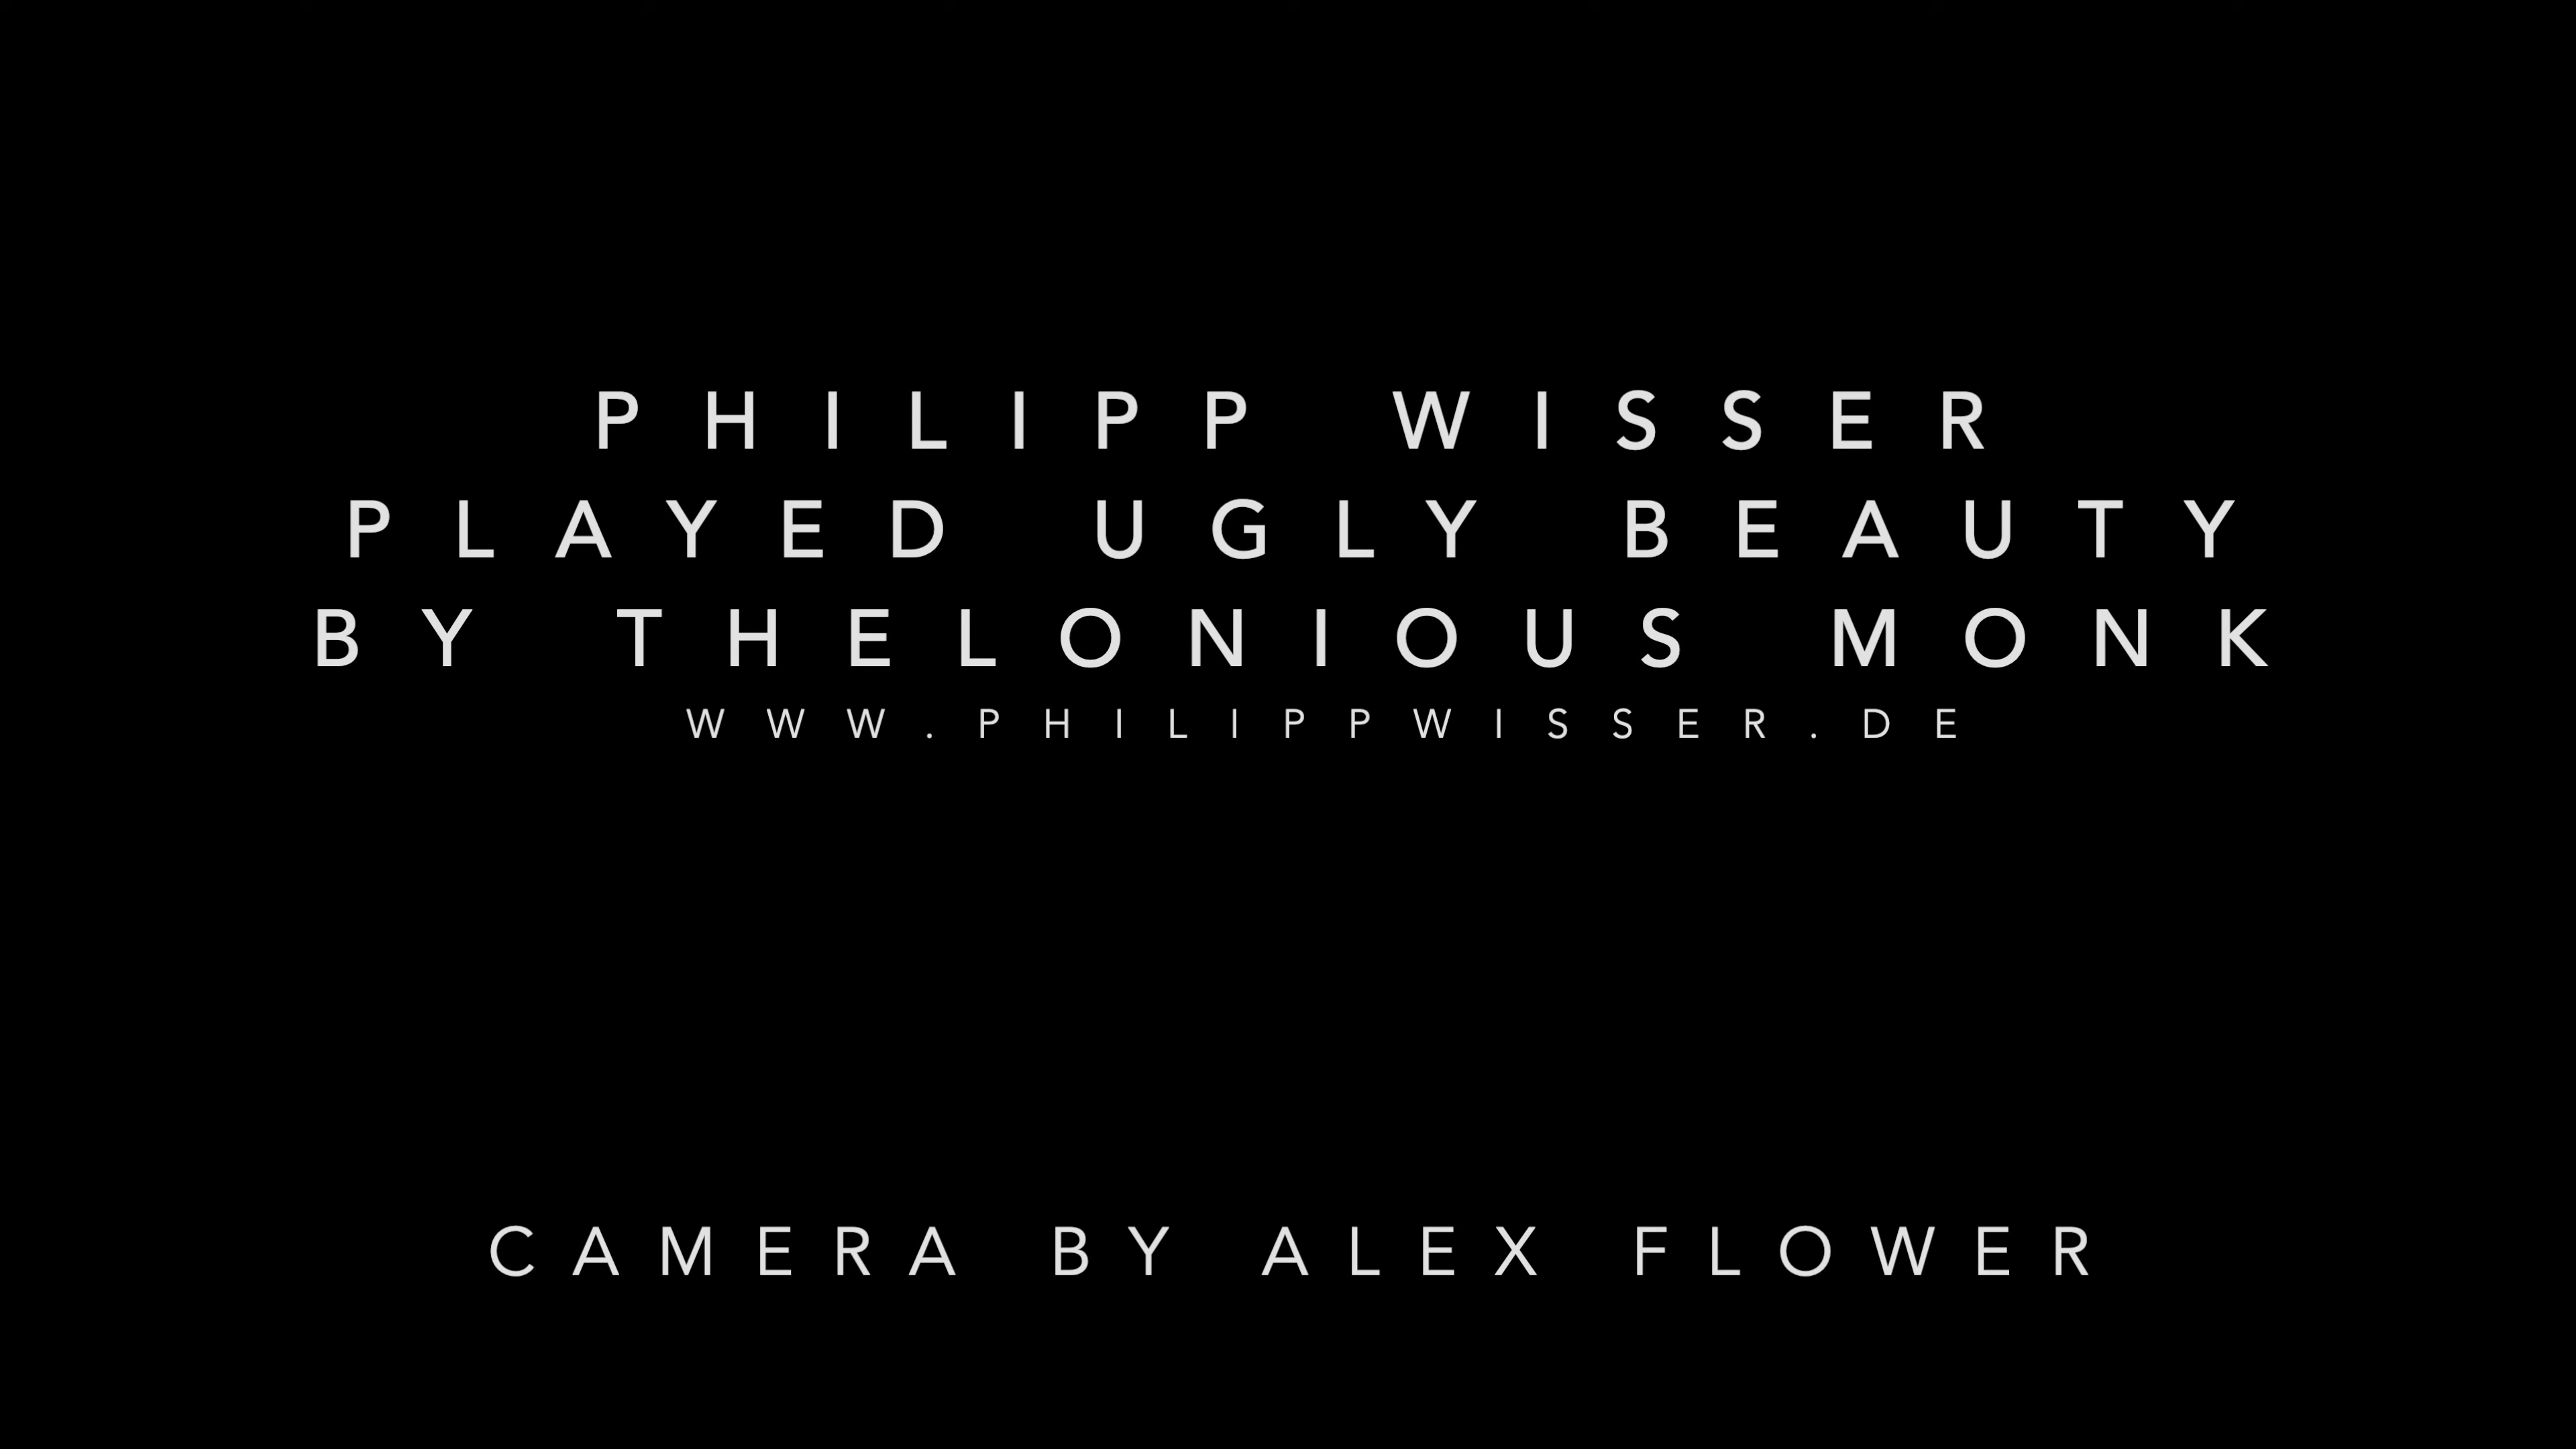 PHILIPP WISSER
PLAYED UGLY BEAUTY
BY THELONIOUS MONK
WWW.PHILIPPWISSER.DE
CAMERA BY ALEX FLOWER